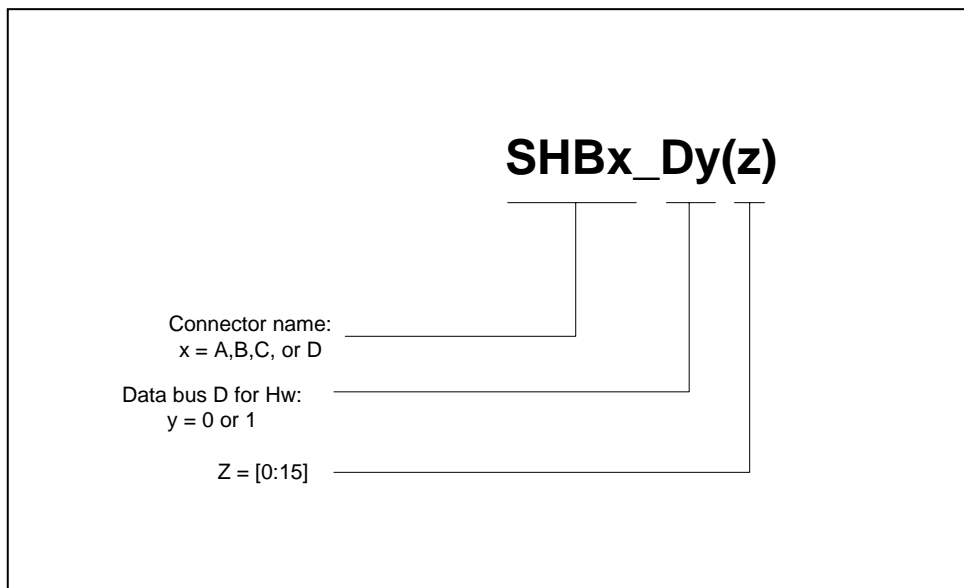 SHBx_Dy(z)
Connector name:
x = A,B,C, or D
Data bus D for Hw:
y = 0 or 1
Z = [0:15]